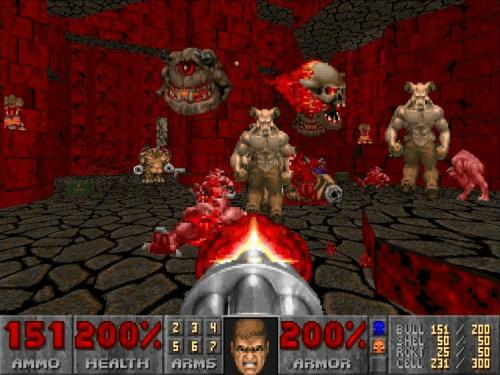 151 200% 2 3 4 200% BULL 151 / 200
5 6 7 SHEL 50 / 50
RCKT 25 / 50
AMMO HEALTH ARMS ARMOR CELL 231 / 300